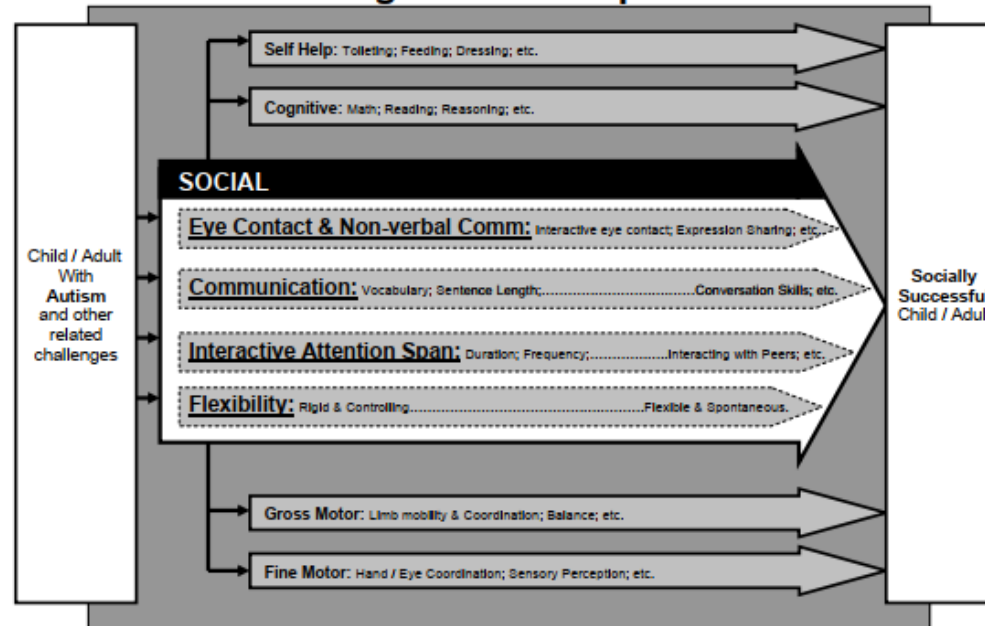 Self Help: Toileting; Feeding; Dressing; etc.
Cognitive: Math; Reading; Reasoning; etc.
SOCIAL
Eye Contact & Non-verbal Comm: Interactive eye contact; Expression Sharing; etc.
Communication: Vocabulary; Sentence Length;..............................Conversation Skills; etc.
Interactive Attention Span: Duration; Frequency;...................Interacting with Peers; etc.
Flexibility: Rigid & Controlling.........................................................Flexible & Spontaneous.
Gross Motor: Limb mobility & Coordination; Balance; etc.
Fine Motor: Hand / Eye Coordination; Sensory Perception; etc.
Child / Adult
With
Autism
and other
related
challenges
Socially
Successfu
Child / Adul